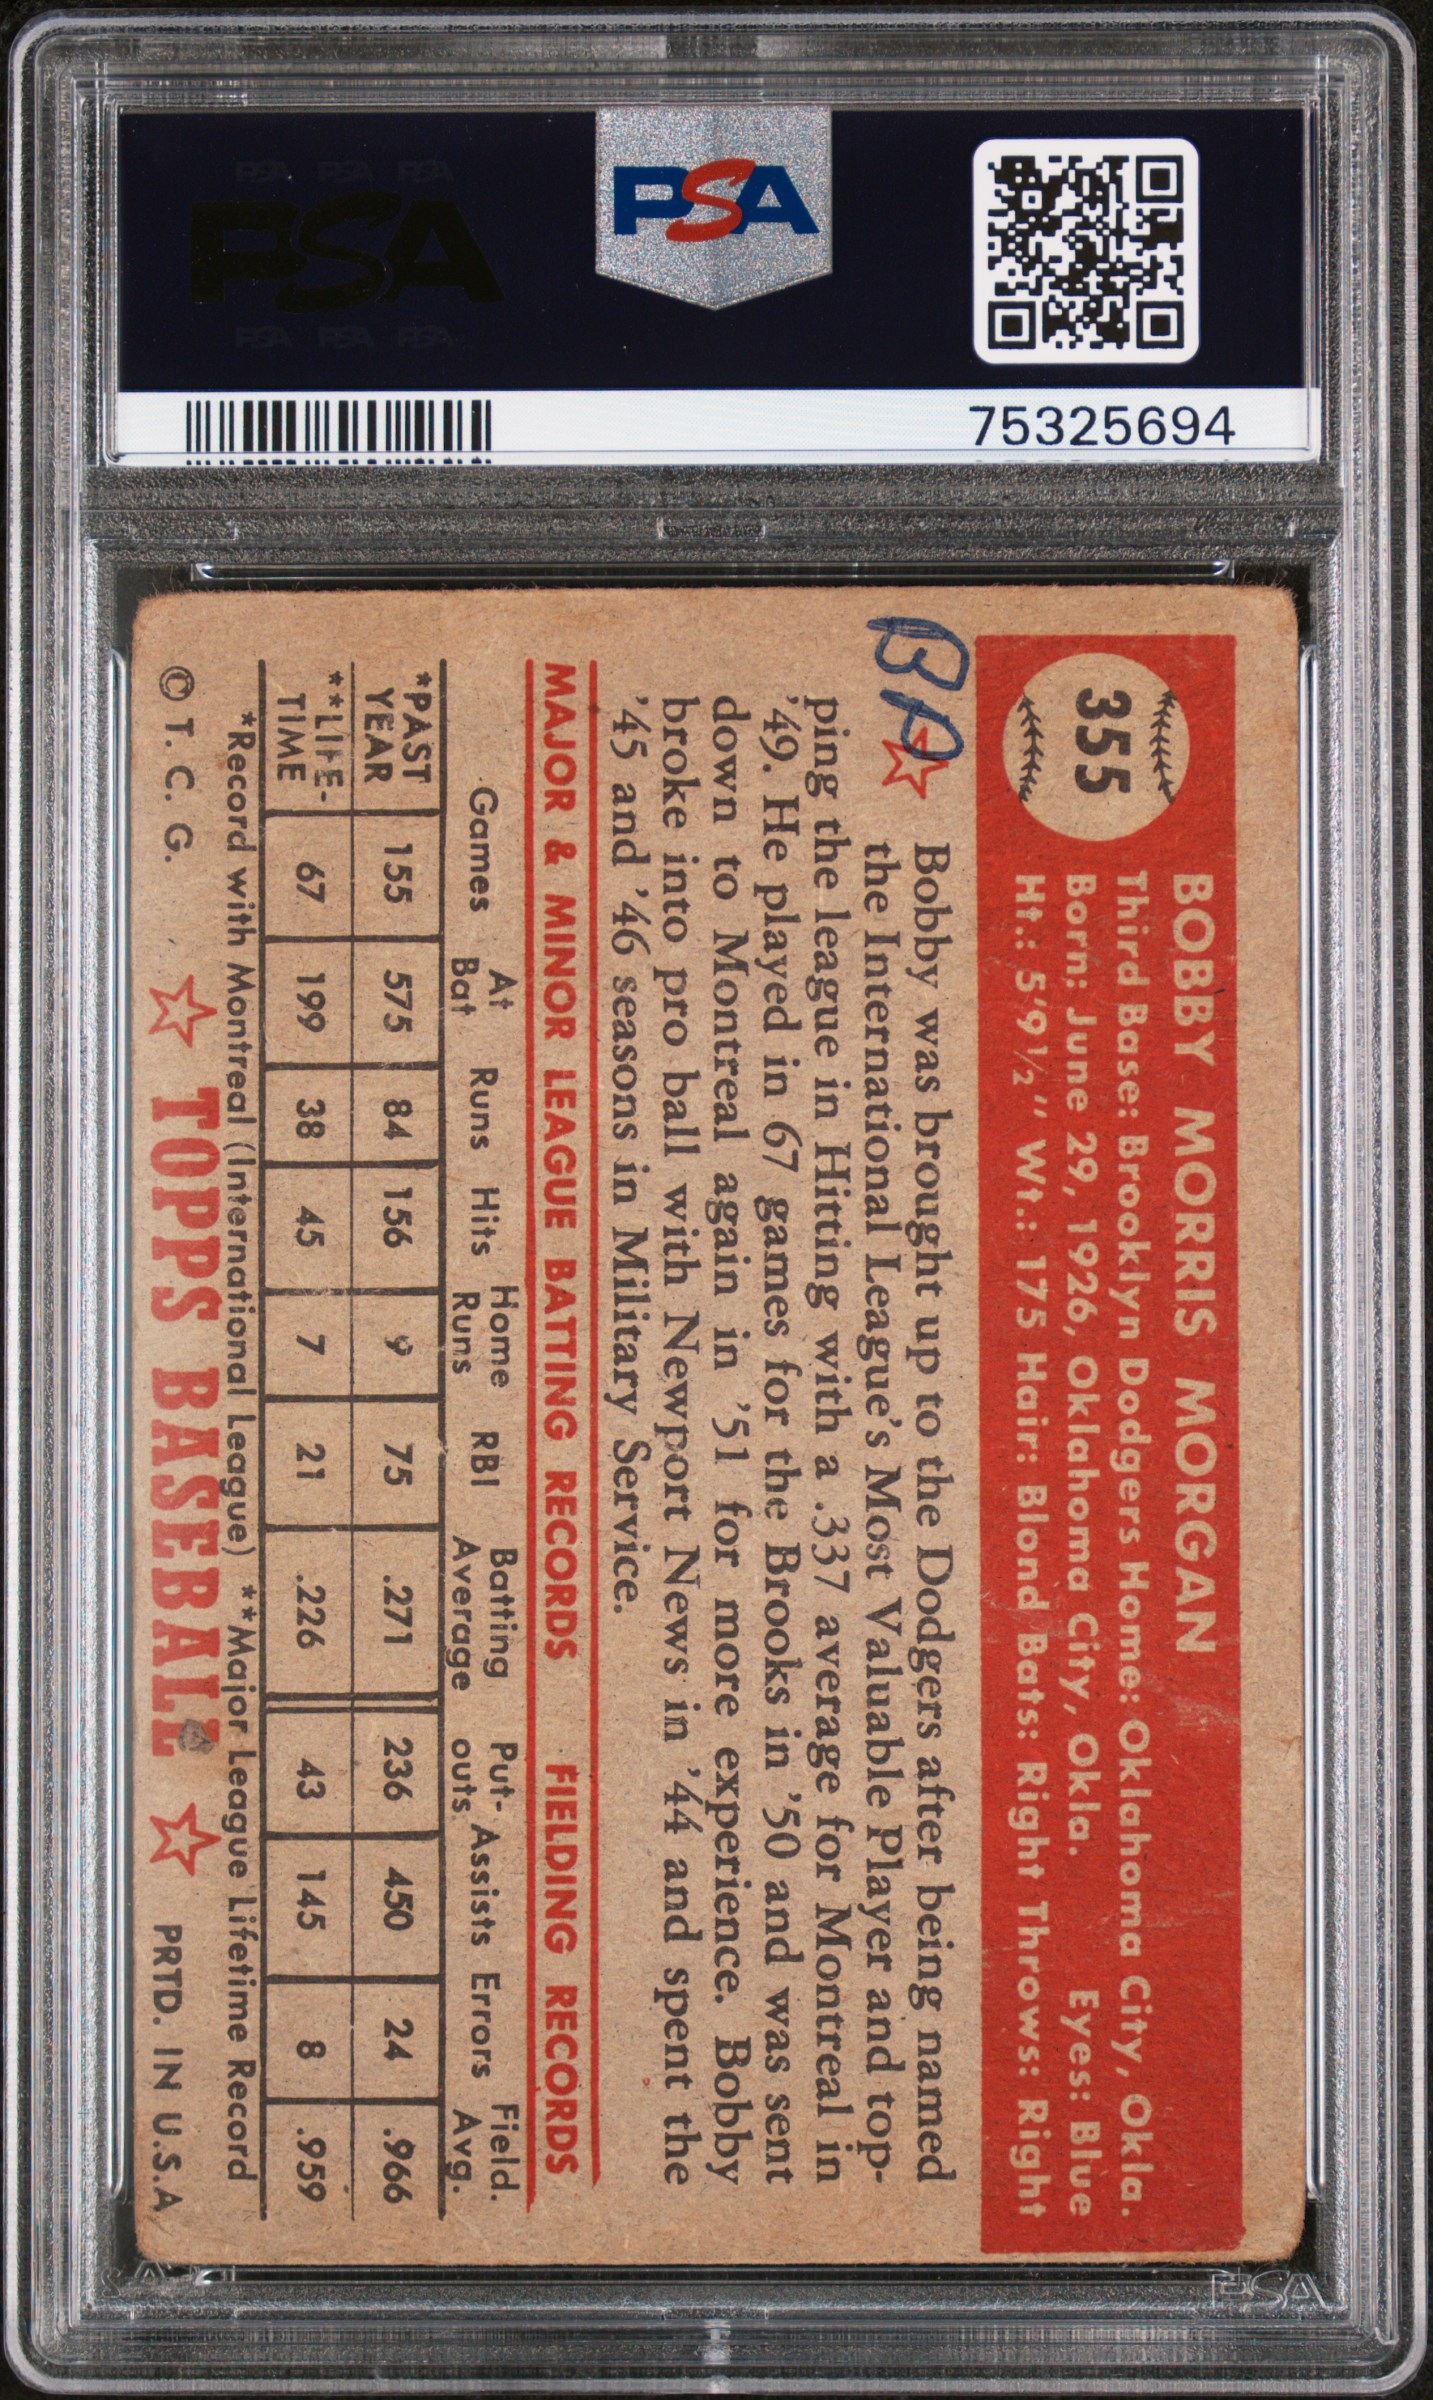 PSA
PSA
75325694
BP
355
BOBBY MORRIS MORGAN
Third Base: Brooklyn Dodgers Home: Oklahoma City, Okla.
Born: June 29, 1926, Oklahoma City, Okla. Eyes: Blue
Ht.: 5'9½" Wt.: 175 Hair: Blond Bats: Right Throws: Right
Bobby was brought up to the Dodgers after being named
the International League's Most Valuable Player and top-
ping the league in Hitting with a .337 average for Montreal in
'49. He played in 67 games for the Brooks in '50 and was sent
down to Montreal again in '51 for more experience. Bobby
broke into pro ball with Newport News in '44 and spent the
'45 and '46 seasons in Military Service.
MAJOR & MINOR LEAGUE BATTING RECORDS FIELDING RECORDS
Games At Bat Runs Hits Home Runs RBI Batting Average Put-outs Assists Errors Field. Avg.
*PAST YEAR 155 575 84 156 9 75 .271 236 450 24 .966
**LIFE-TIME 67 199 38 45 7 21 .226 43 145 8 .959
*Record with Montreal (International League) **Major League Lifetime Record
© T. C. G. TOPPS BASEBALL PRTD. IN U.S.A.
PSA